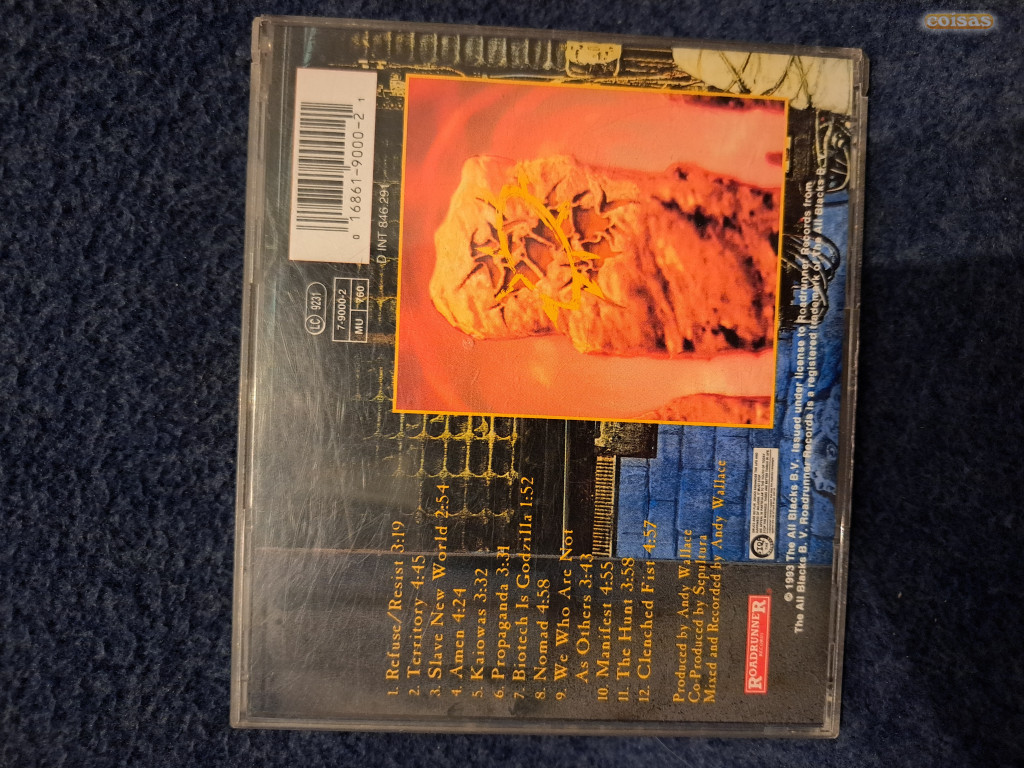 coisas
0 16861-9000-2 1
D INT 846.291
LC 9231
7-9000-2
MU 760
1. Refuse/Resist 3:19
2. Territory 4:45
3. Slave New World 2:54
4. Amen 4:24
5. Kaiowas 3:32
6. Propaganda 3:31
7. Biotech Is Godzilla 1:52
8. Nomad 4:58
9. We Who Are Not
As Others 3:43
10. Manifest 4:55
11. The Hunt 3:58
12. Clenched Fist 4:57
Produced by Andy Wallace
Co-Produced by Sepultura
Mixed and Recorded by Andy Wallace
ROADRUNNER
RECORDS
© 1993 The All Blacks B.V. Issued under license to Roadrunner Records from
The All Blacks B. V. Roadrunner Records is a registered trademark of The All Blacks B.V.